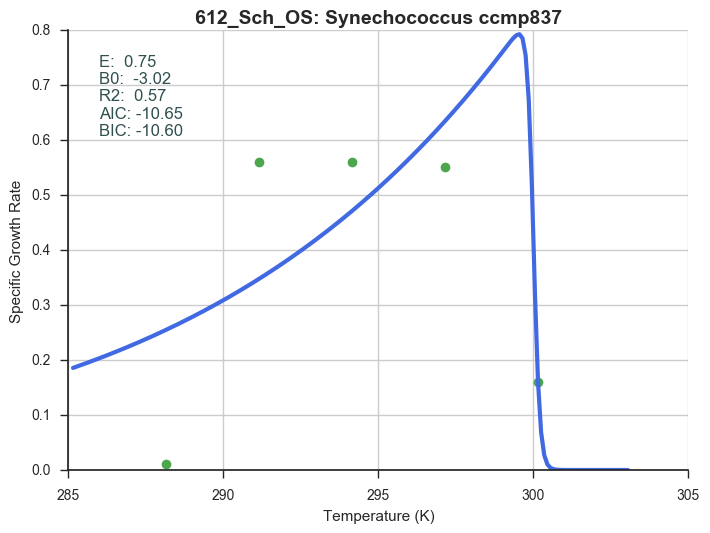 612_Sch_OS: Synechococcus ccmp837
E: 0.75
B0: -3.02
R2: 0.57
AIC: -10.65
BIC: -10.60
Specific Growth Rate
0.8
0.7
0.6
0.5
0.4
0.3
0.2
0.1
0.0
285 290 295 300 305
Temperature (K)